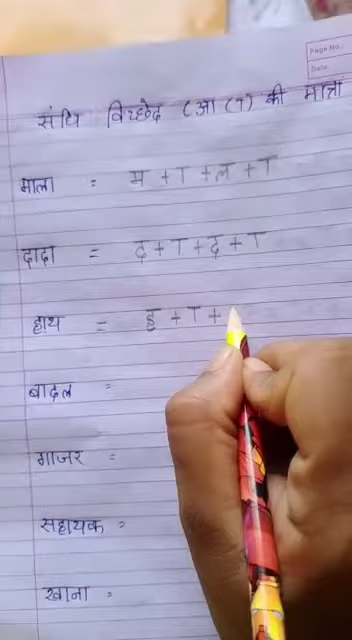 Page No.
Date
संधि विच्छेद (आ (ा) की मात्रा
माला = म + ा + ल + ा
दादा = द + ा + द + ा
हाथ = ह + ा +
बादल =
गाजर =
सहायक =
खाना =